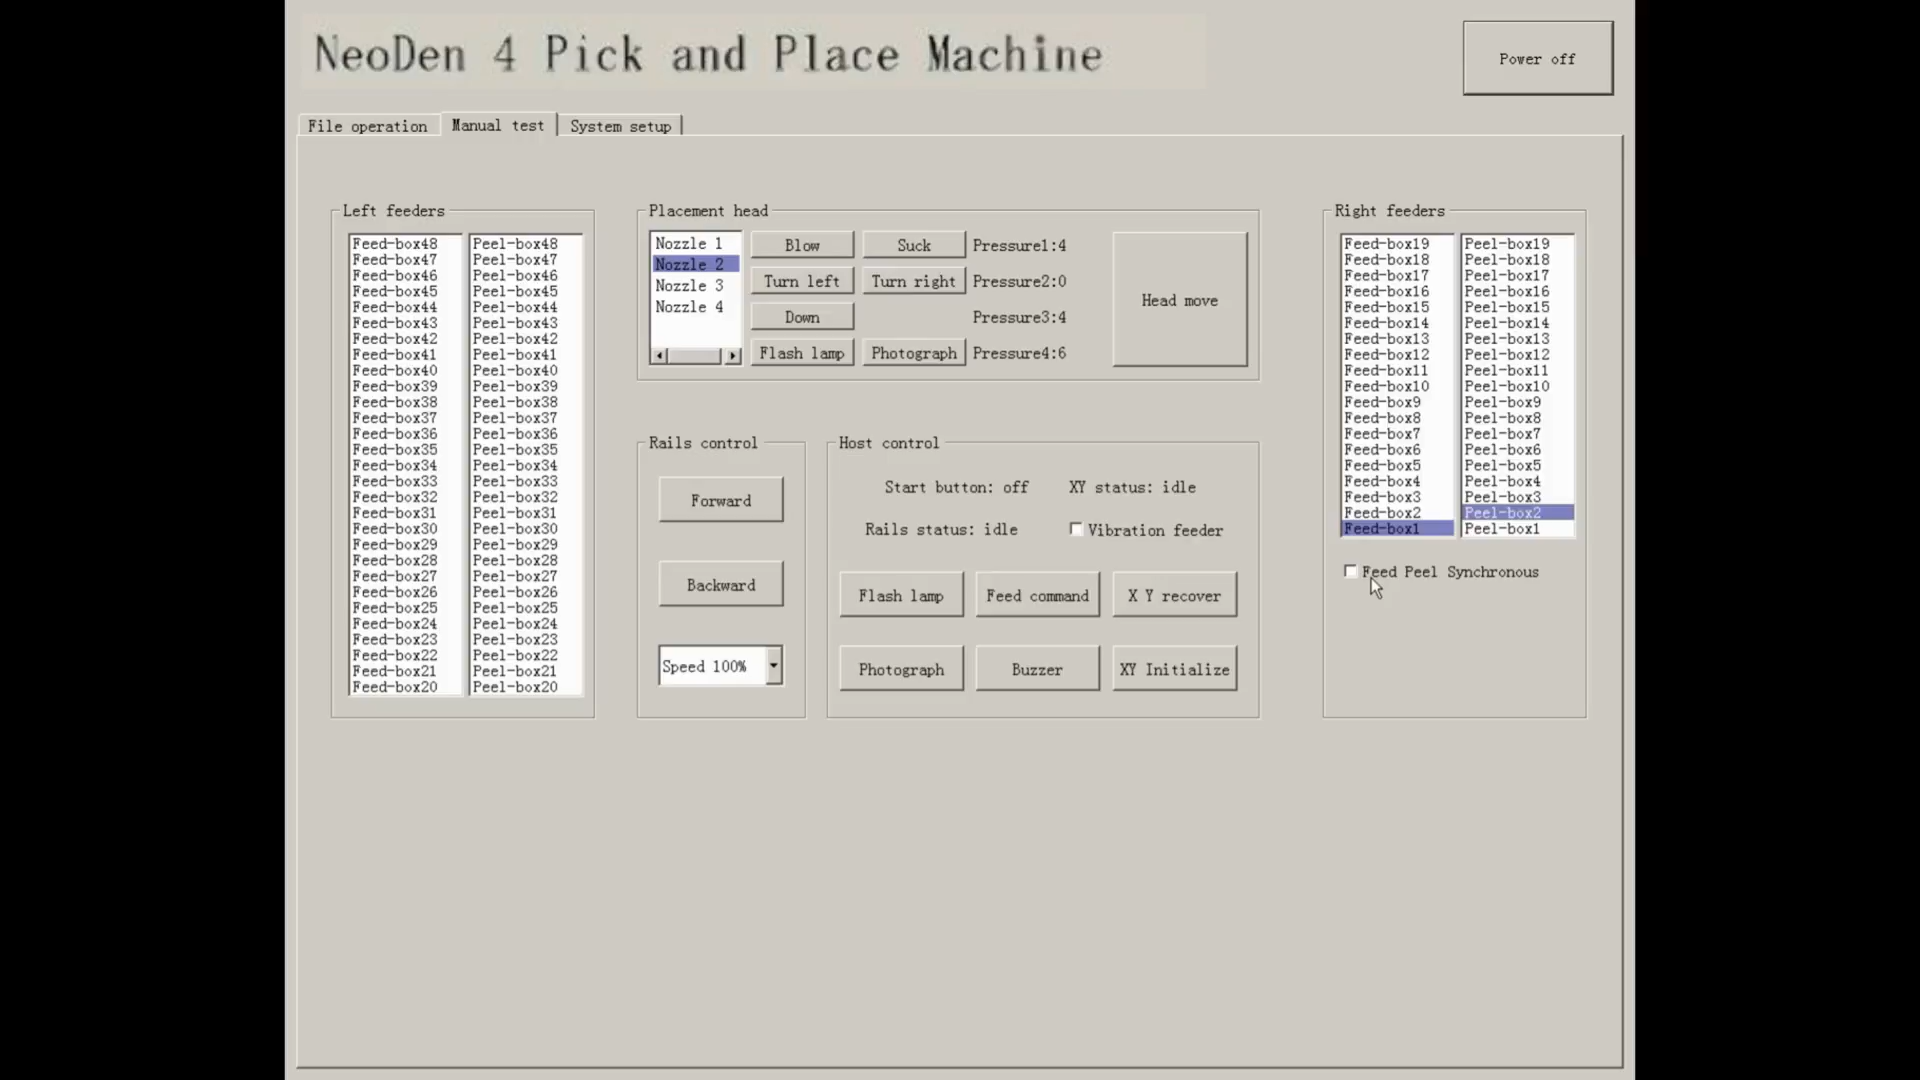 NeoDen 4 Pick and Place Machine
Power off
File operation
Manual test
System setup
Left feeders
Feed-box48 Peel-box48
Feed-box47 Peel-box47
Feed-box46 Peel-box46
Feed-box45 Peel-box45
Feed-box44 Peel-box44
Feed-box43 Peel-box43
Feed-box42 Peel-box42
Feed-box41 Peel-box41
Feed-box40 Peel-box40
Feed-box39 Peel-box39
Feed-box38 Peel-box38
Feed-box37 Peel-box37
Feed-box36 Peel-box36
Feed-box35 Peel-box35
Feed-box34 Peel-box34
Feed-box33 Peel-box33
Feed-box32 Peel-box32
Feed-box31 Peel-box31
Feed-box30 Peel-box30
Feed-box29 Peel-box29
Feed-box28 Peel-box28
Feed-box27 Peel-box27
Feed-box26 Peel-box26
Feed-box25 Peel-box25
Feed-box24 Peel-box24
Feed-box23 Peel-box23
Feed-box22 Peel-box22
Feed-box21 Peel-box21
Feed-box20 Peel-box20
Placement head
Nozzle 1
Nozzle 2
Nozzle 3
Nozzle 4
Blow Suck Pressure1:4
Turn left Turn right Pressure2:0
Down Pressure3:4
Flash lamp Photograph Pressure4:6
Head move
Rails control
Forward
Backward
Speed 100%
Host control
Start button: off XY status: idle
Rails status: idle Vibration feeder
Flash lamp Feed command X Y recover
Photograph Buzzer XY Initialize
Right feeders
Feed-box19 Peel-box19
Feed-box18 Peel-box18
Feed-box17 Peel-box17
Feed-box16 Peel-box16
Feed-box15 Peel-box15
Feed-box14 Peel-box14
Feed-box13 Peel-box13
Feed-box12 Peel-box12
Feed-box11 Peel-box11
Feed-box10 Peel-box10
Feed-box9 Peel-box9
Feed-box8 Peel-box8
Feed-box7 Peel-box7
Feed-box6 Peel-box6
Feed-box5 Peel-box5
Feed-box4 Peel-box4
Feed-box3 Peel-box3
Feed-box2 Peel-box2
Feed-box1 Peel-box1
Feed Peel Synchronous